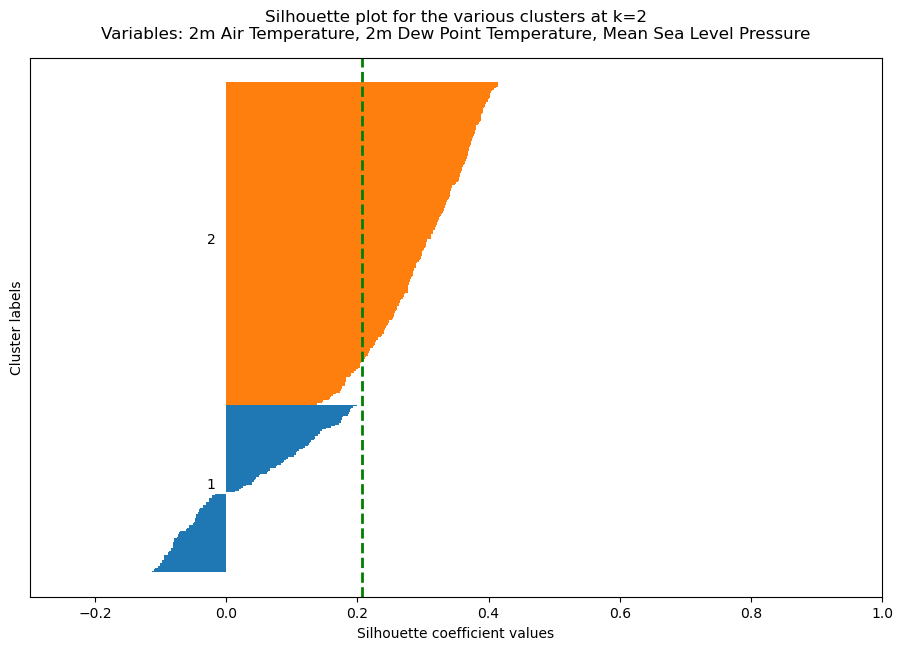 Silhouette plot for the various clusters at k=2
Variables: 2m Air Temperature, 2m Dew Point Temperature, Mean Sea Level Pressure
Cluster labels
2
1
−0.2 0.0 0.2 0.4 0.6 0.8 1.0
Silhouette coefficient values